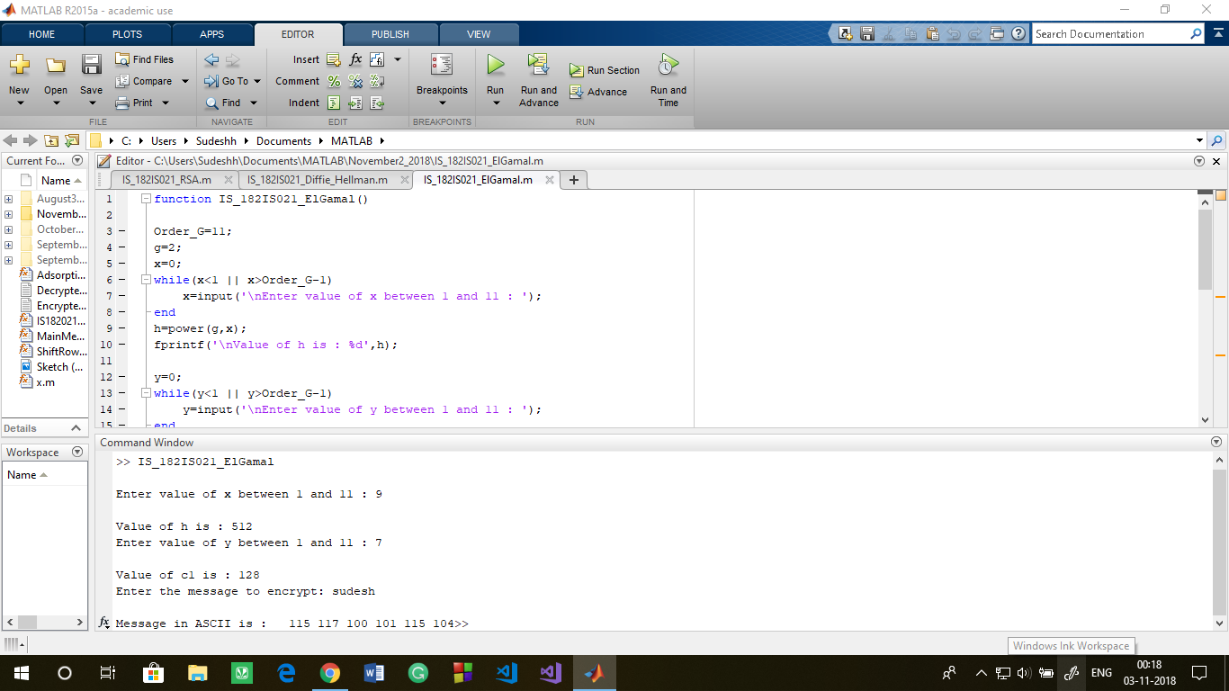 MATLAB R2015a - academic use
HOME PLOTS APPS EDITOR PUBLISH VIEW
Search Documentation
New Open Save Find Files Compare Print
Go To Find
Insert fx
Comment
Indent
Breakpoints
Run Run and Advance Run Section Advance Run and Time
FILE NAVIGATE EDIT BREAKPOINTS RUN
C: Users Sudeshh Documents MATLAB
Current Fo...
Name
August3...
Novemb...
October...
Septemb...
Septemb...
Adsorpti...
Decrypte...
Encrypte...
IS182021...
MainMe...
ShiftRow...
Sketch (...
x.m
Details
Workspace
Name
Editor - C:\Users\Sudeshh\Documents\MATLAB\November2_2018\IS_182IS021_ElGamal.m
IS_182IS021_RSA.m IS_182IS021_Diffie_Hellman.m IS_182IS021_ElGamal.m
1 function IS_182IS021_ElGamal()
2
3 Order_G=11;
4 g=2;
5 x=0;
6 while(x<1 || x>Order_G-1)
7 x=input('\nEnter value of x between 1 and 11 : ');
8 end
9 h=power(g,x);
10 fprintf('\nValue of h is : %d',h);
11
12 y=0;
13 while(y<1 || y>Order_G-1)
14 y=input('\nEnter value of y between 1 and 11 : ');
15 end
Command Window
>> IS_182IS021_ElGamal
Enter value of x between 1 and 11 : 9
Value of h is : 512
Enter value of y between 1 and 11 : 7
Value of c1 is : 128
Enter the message to encrypt: sudesh
fx Message in ASCII is : 115 117 100 101 115 104>>
Windows Ink Workspace
ENG
00:18
03-11-2018